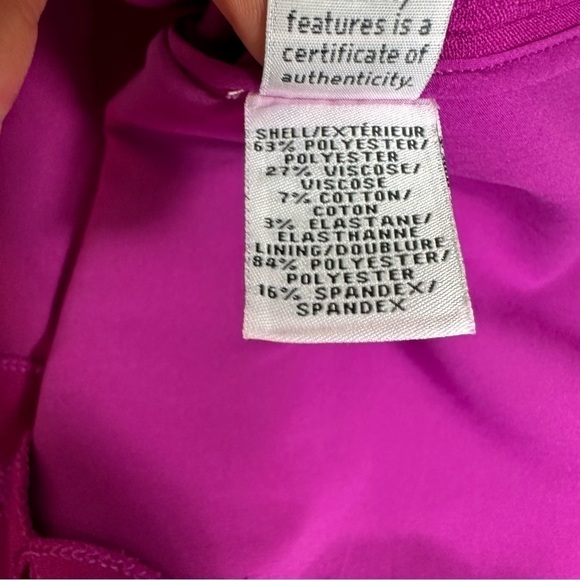 features is a
certificate of
authenticity.
SHELL/EXTÉRIEUR
63% POLYESTER/
POLYESTER
27% VISCOSE/
VISCOSE
7% COTTON/
COTON
3% ELASTANE/
ELASTHANNE
LINING/DOUBLURE
84% POLYESTER/
POLYESTER
16% SPANDEX/
SPANDEX